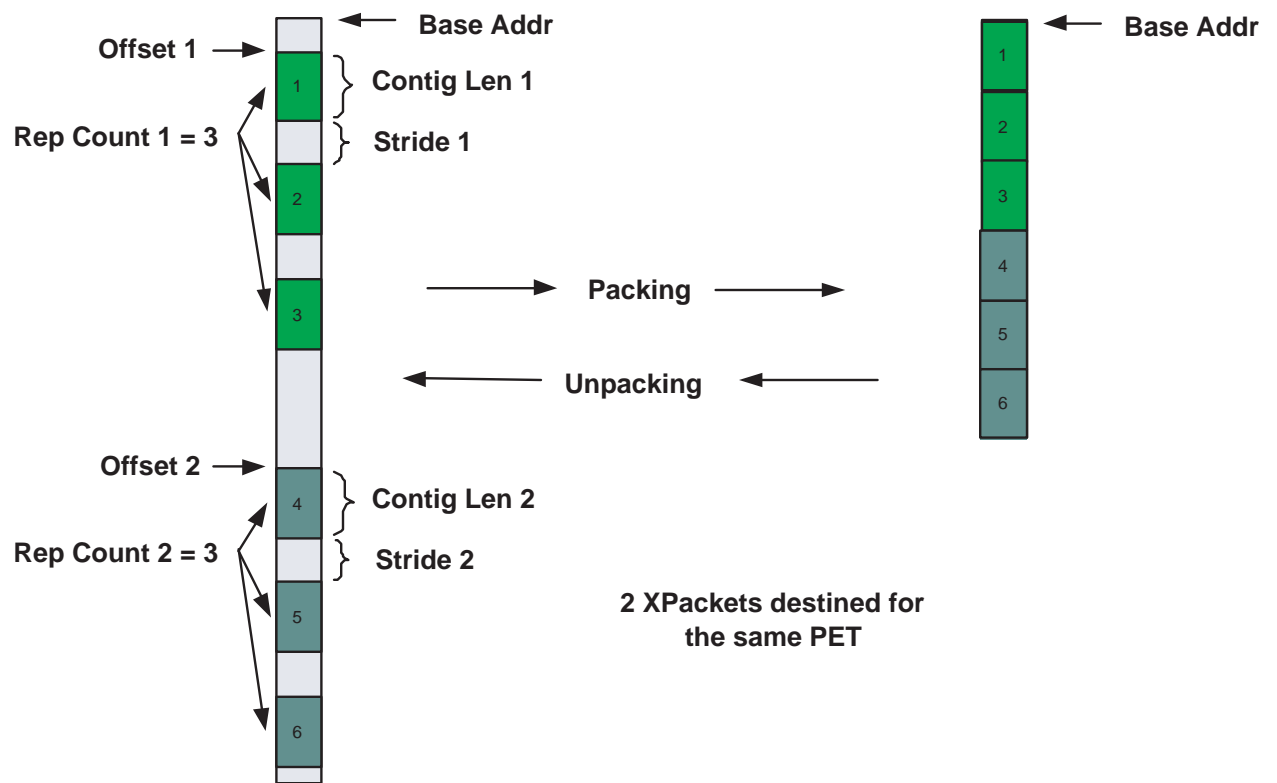 Base Addr
Offset 1
1
Contig Len 1
Rep Count 1 = 3
Stride 1
2
3
Offset 2
4
Contig Len 2
Rep Count 2 = 3
Stride 2
5
6
Packing
Unpacking
2 XPackets destined for
the same PET
Base Addr
1
2
3
4
5
6